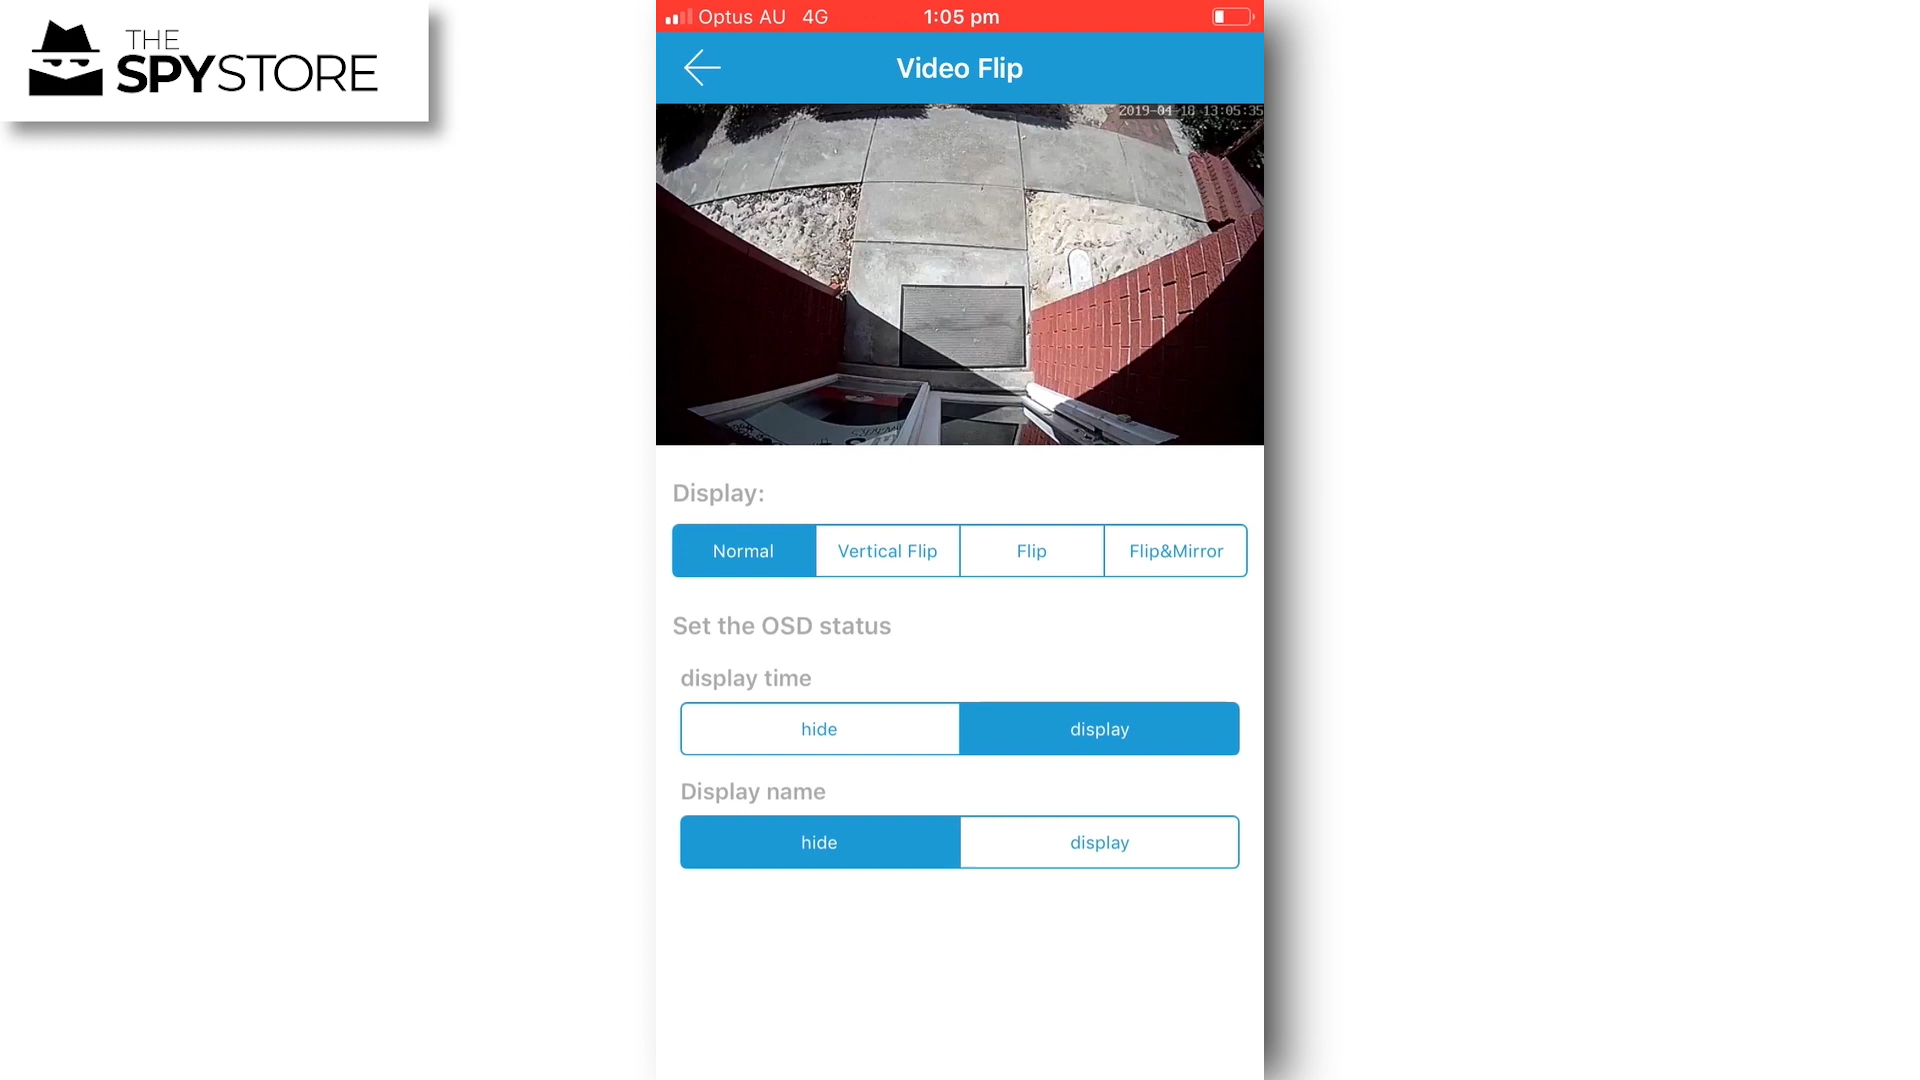 THE
SPYSTORE
Optus AU 4G 1:05 pm
Video Flip
2019-04-18 13:05:35
Display:
Normal Vertical Flip Flip Flip&Mirror
Set the OSD status
display time
hide display
Display name
hide display